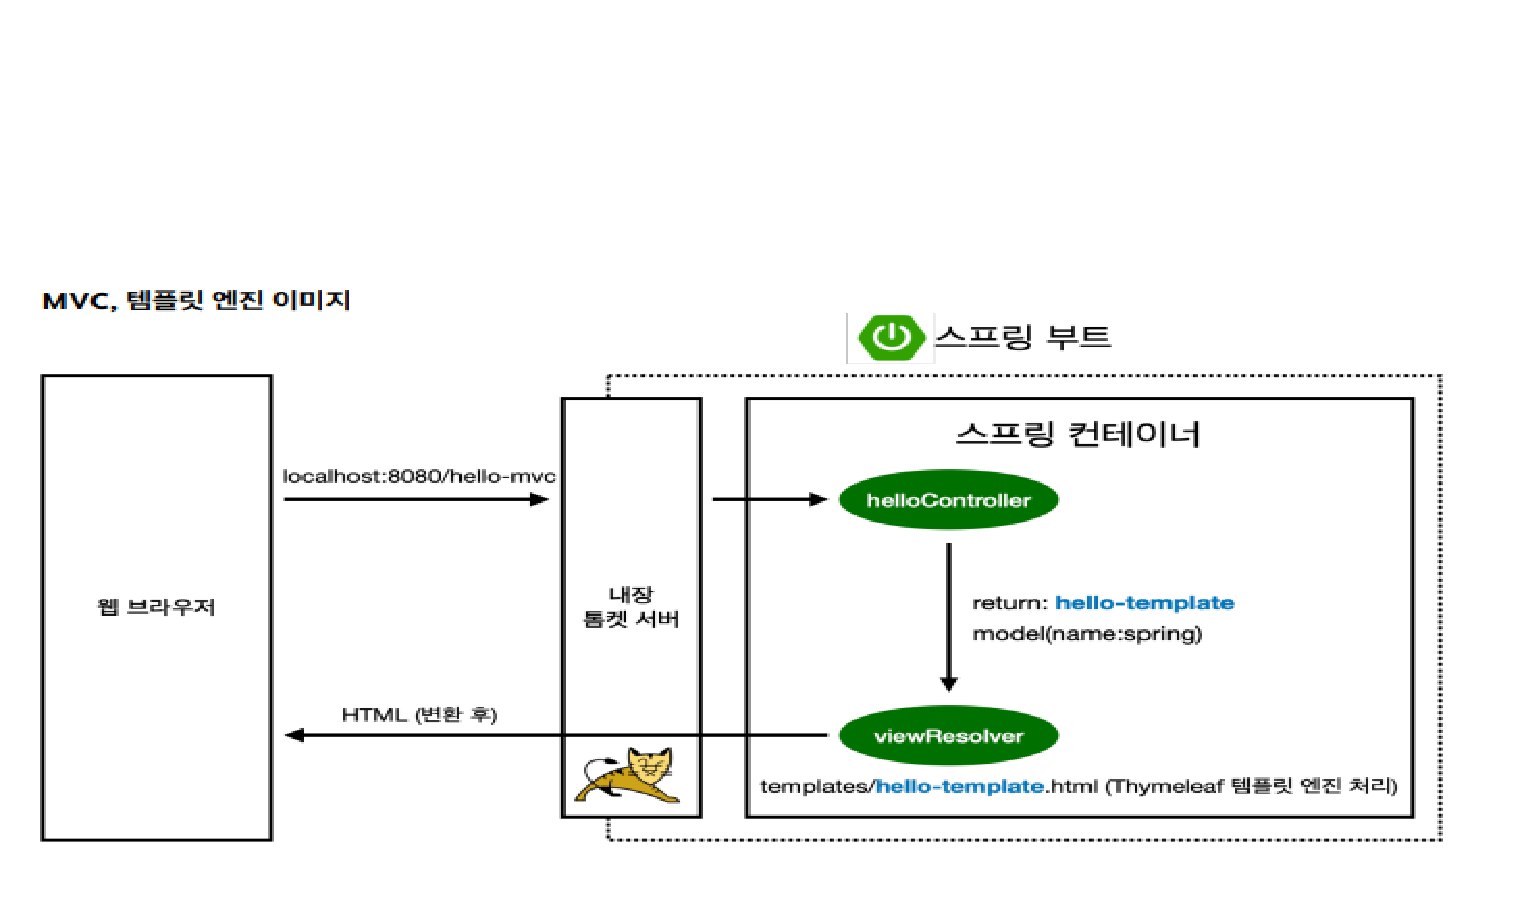 MVC, 템플릿 엔진 이미지
스프링 부트
스프링 컨테이너
localhost:8080/hello-mvc
helloController
웹 브라우저
내장
톰켓 서버
return: hello-template
model(name:spring)
HTML (변환 후)
viewResolver
templates/hello-template.html (Thymeleaf 템플릿 엔진 처리)